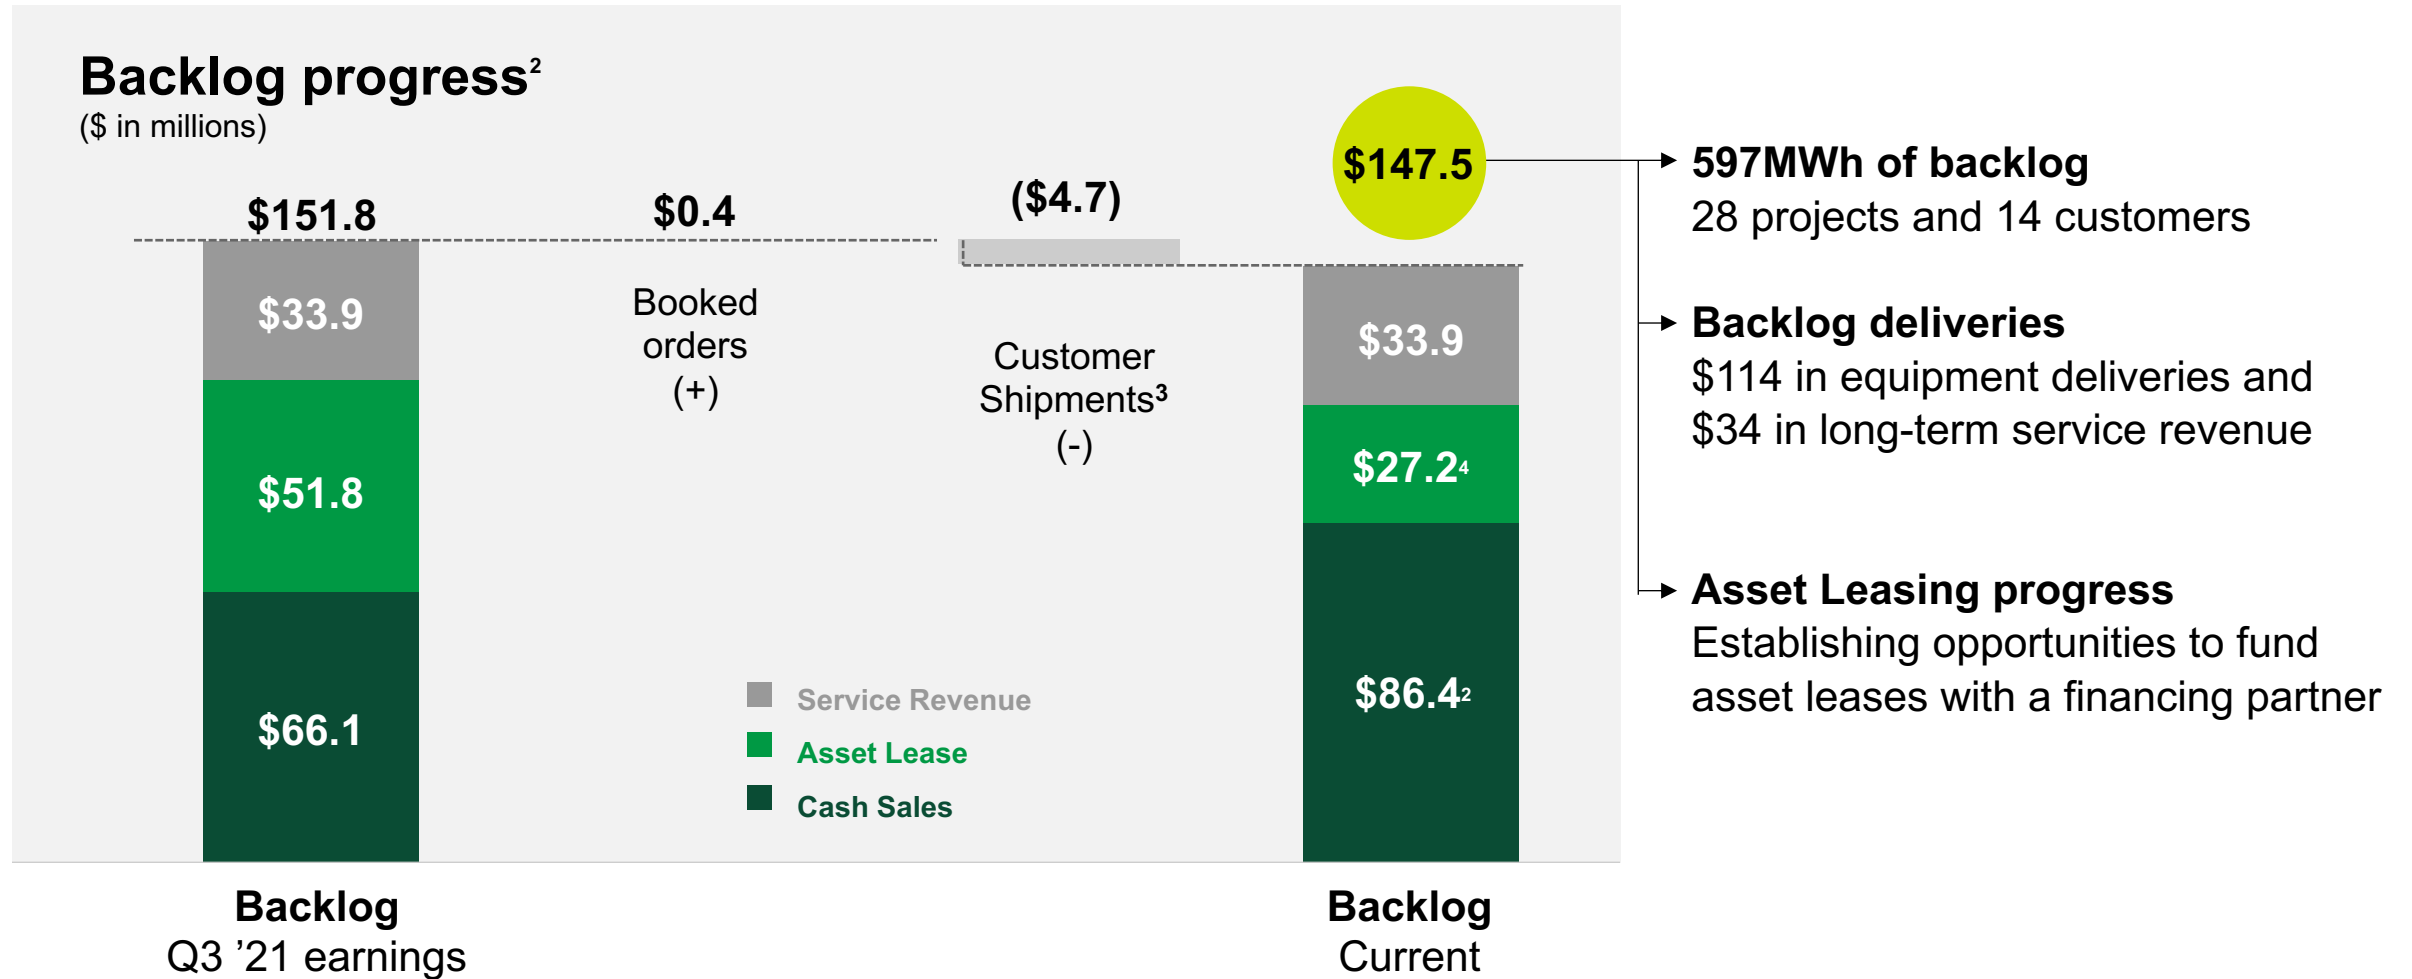 Backlog progress²
($ in millions)
$151.8
$33.9
$51.8
$66.1
Backlog
Q3 ’21 earnings
$0.4
Booked
orders
(+)
($4.7)
Customer
Shipments³
(-)
Service Revenue
Asset Lease
Cash Sales
$147.5
$33.9
$27.2⁴
$86.4²
Backlog
Current
597MWh of backlog
28 projects and 14 customers
Backlog deliveries
$114 in equipment deliveries and
$34 in long-term service revenue
Asset Leasing progress
Establishing opportunities to fund
asset leases with a financing partner